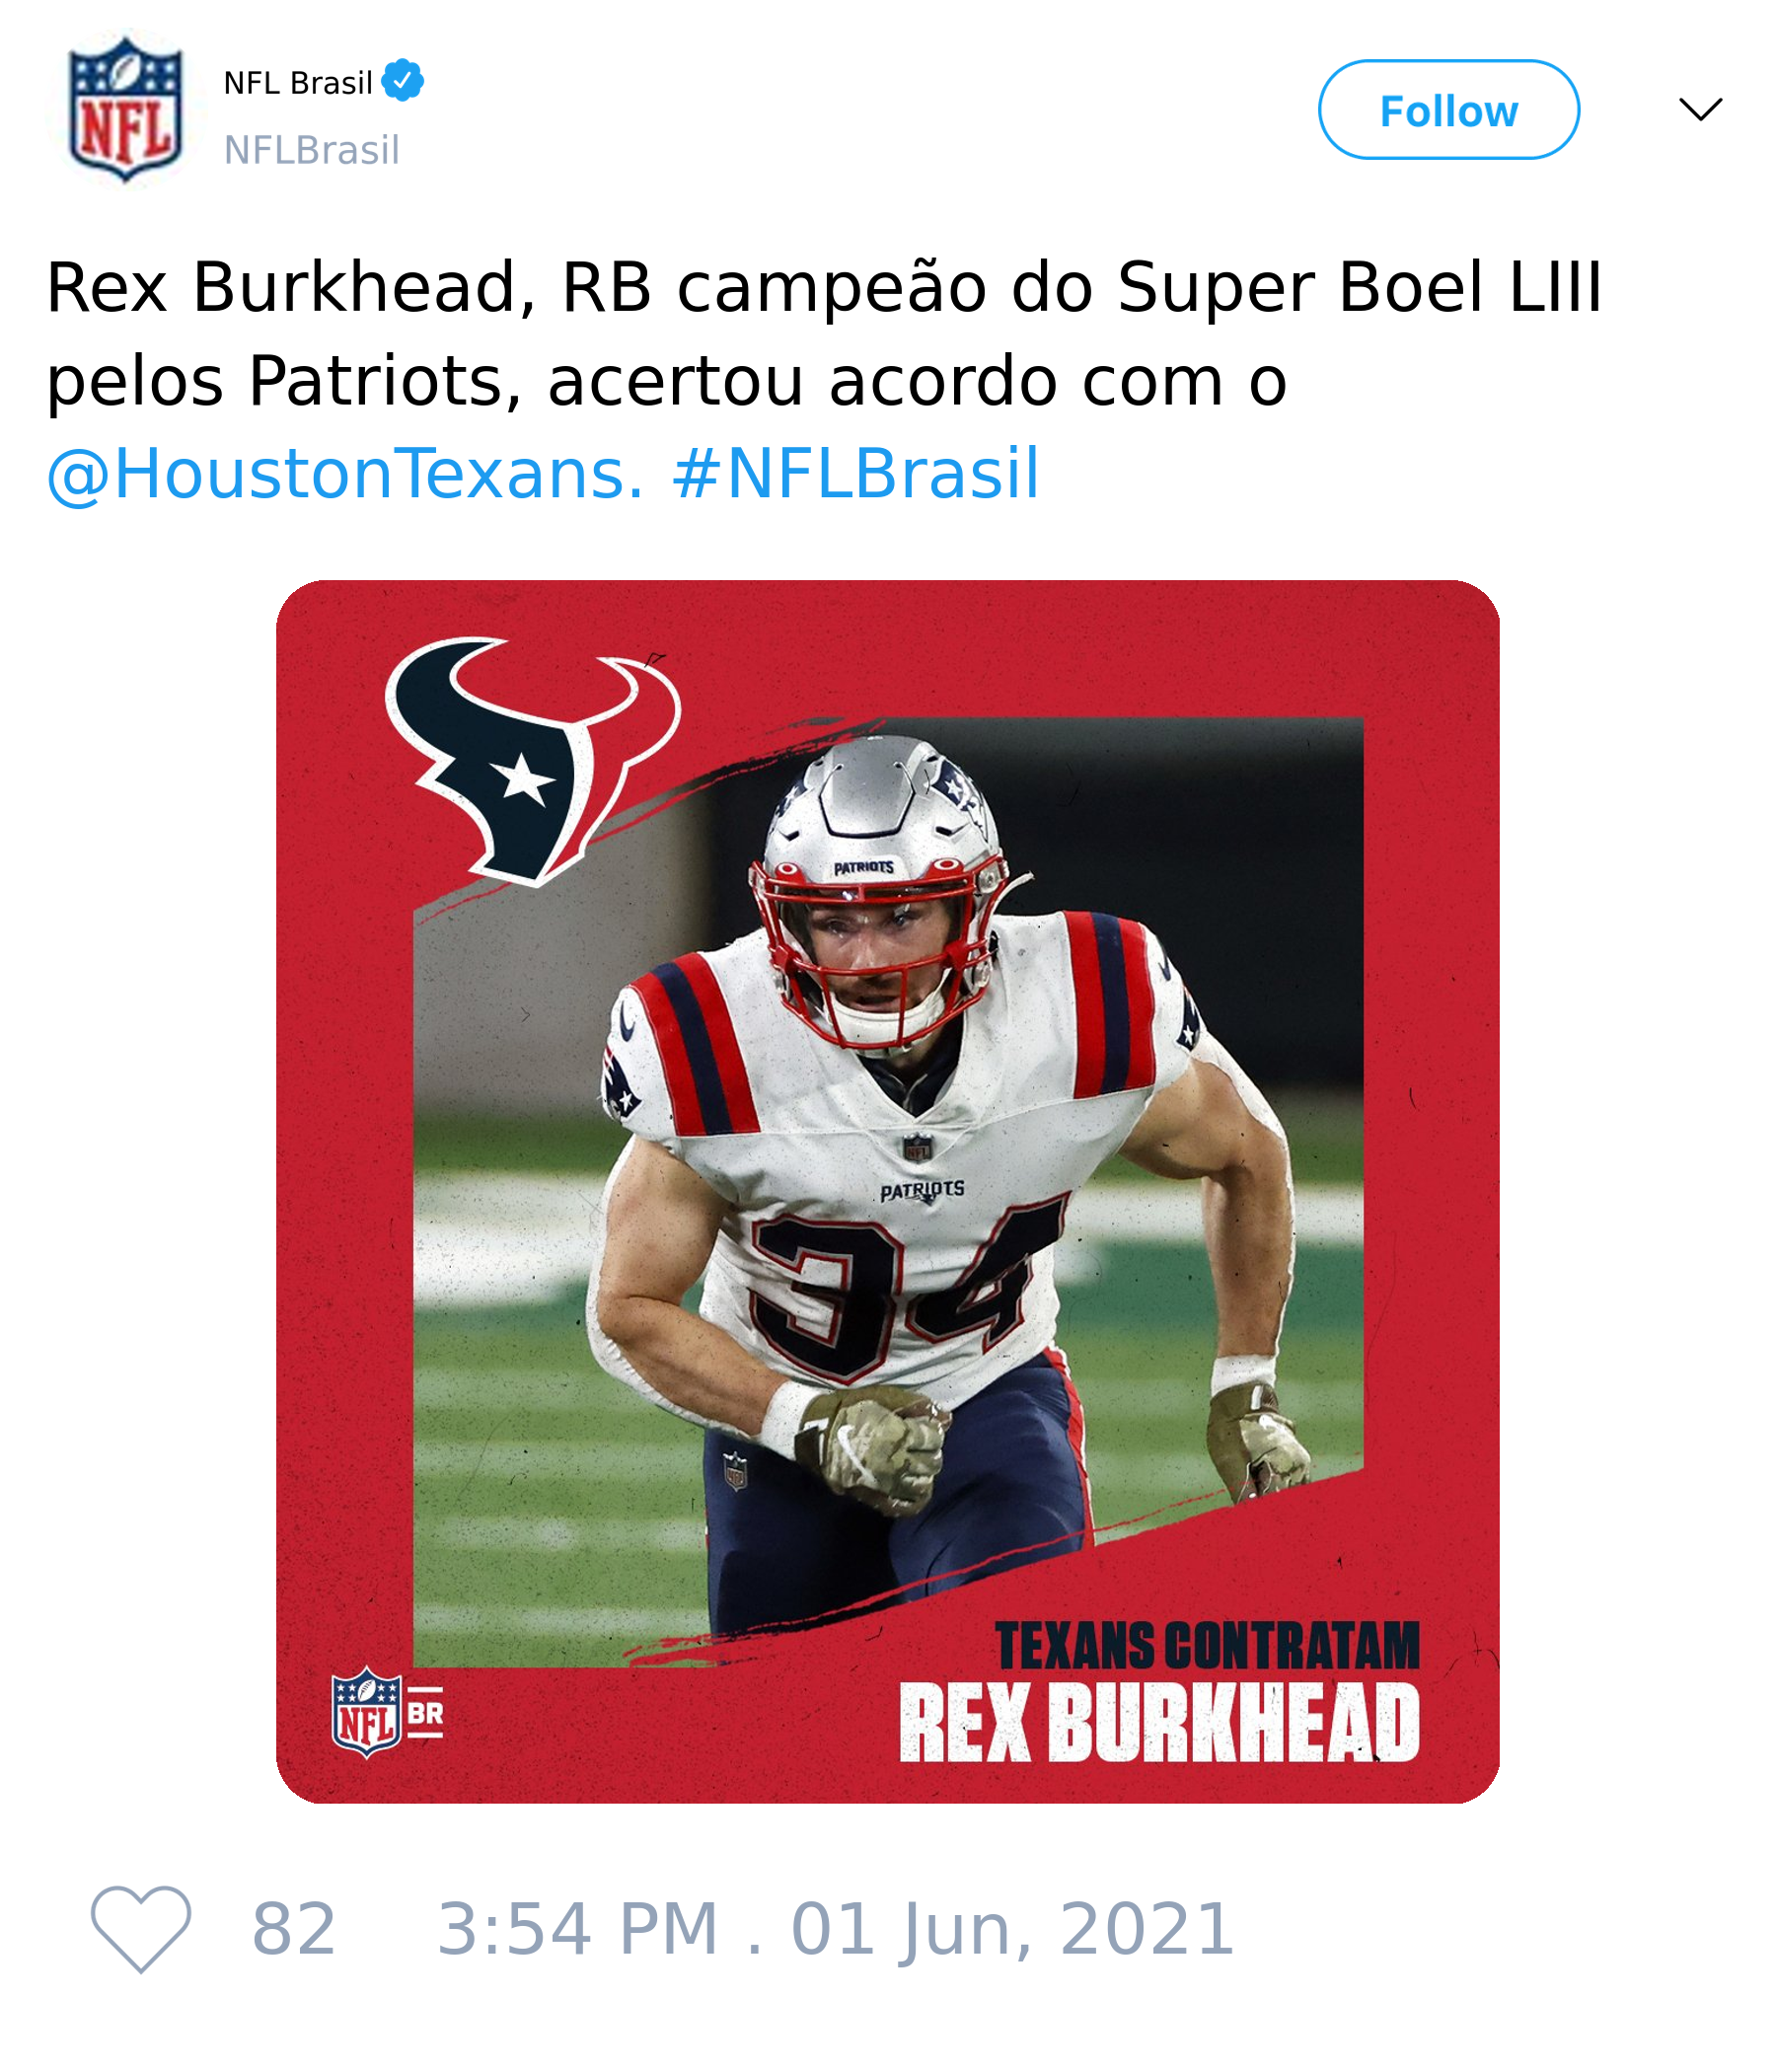 NFL
NFL Brasil
NFLBrasil
Follow
Rex Burkhead, RB campeão do Super Boel LIII
pelos Patriots, acertou acordo com o
@HoustonTexans. #NFLBrasil
PATRIOTS
NFL
PATRIOTS
34
TEXANS CONTRATAM
REX BURKHEAD
NFL BR
82 3:54 PM . 01 Jun, 2021